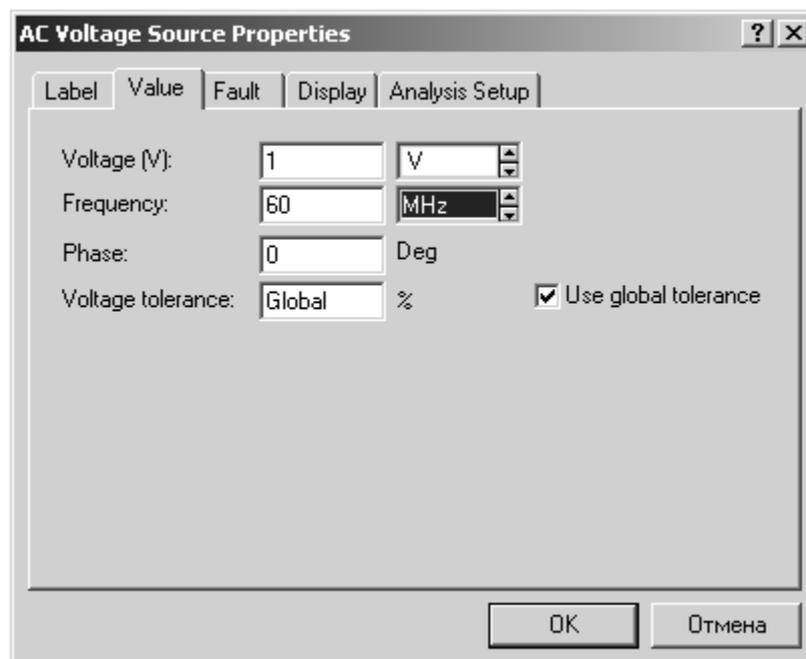 AC Voltage Source Properties
Label Value Fault Display Analysis Setup
Voltage (V): 1 V
Frequency: 60 MHz
Phase: 0 Deg
Voltage tolerance: Global % Use global tolerance
OK Отмена